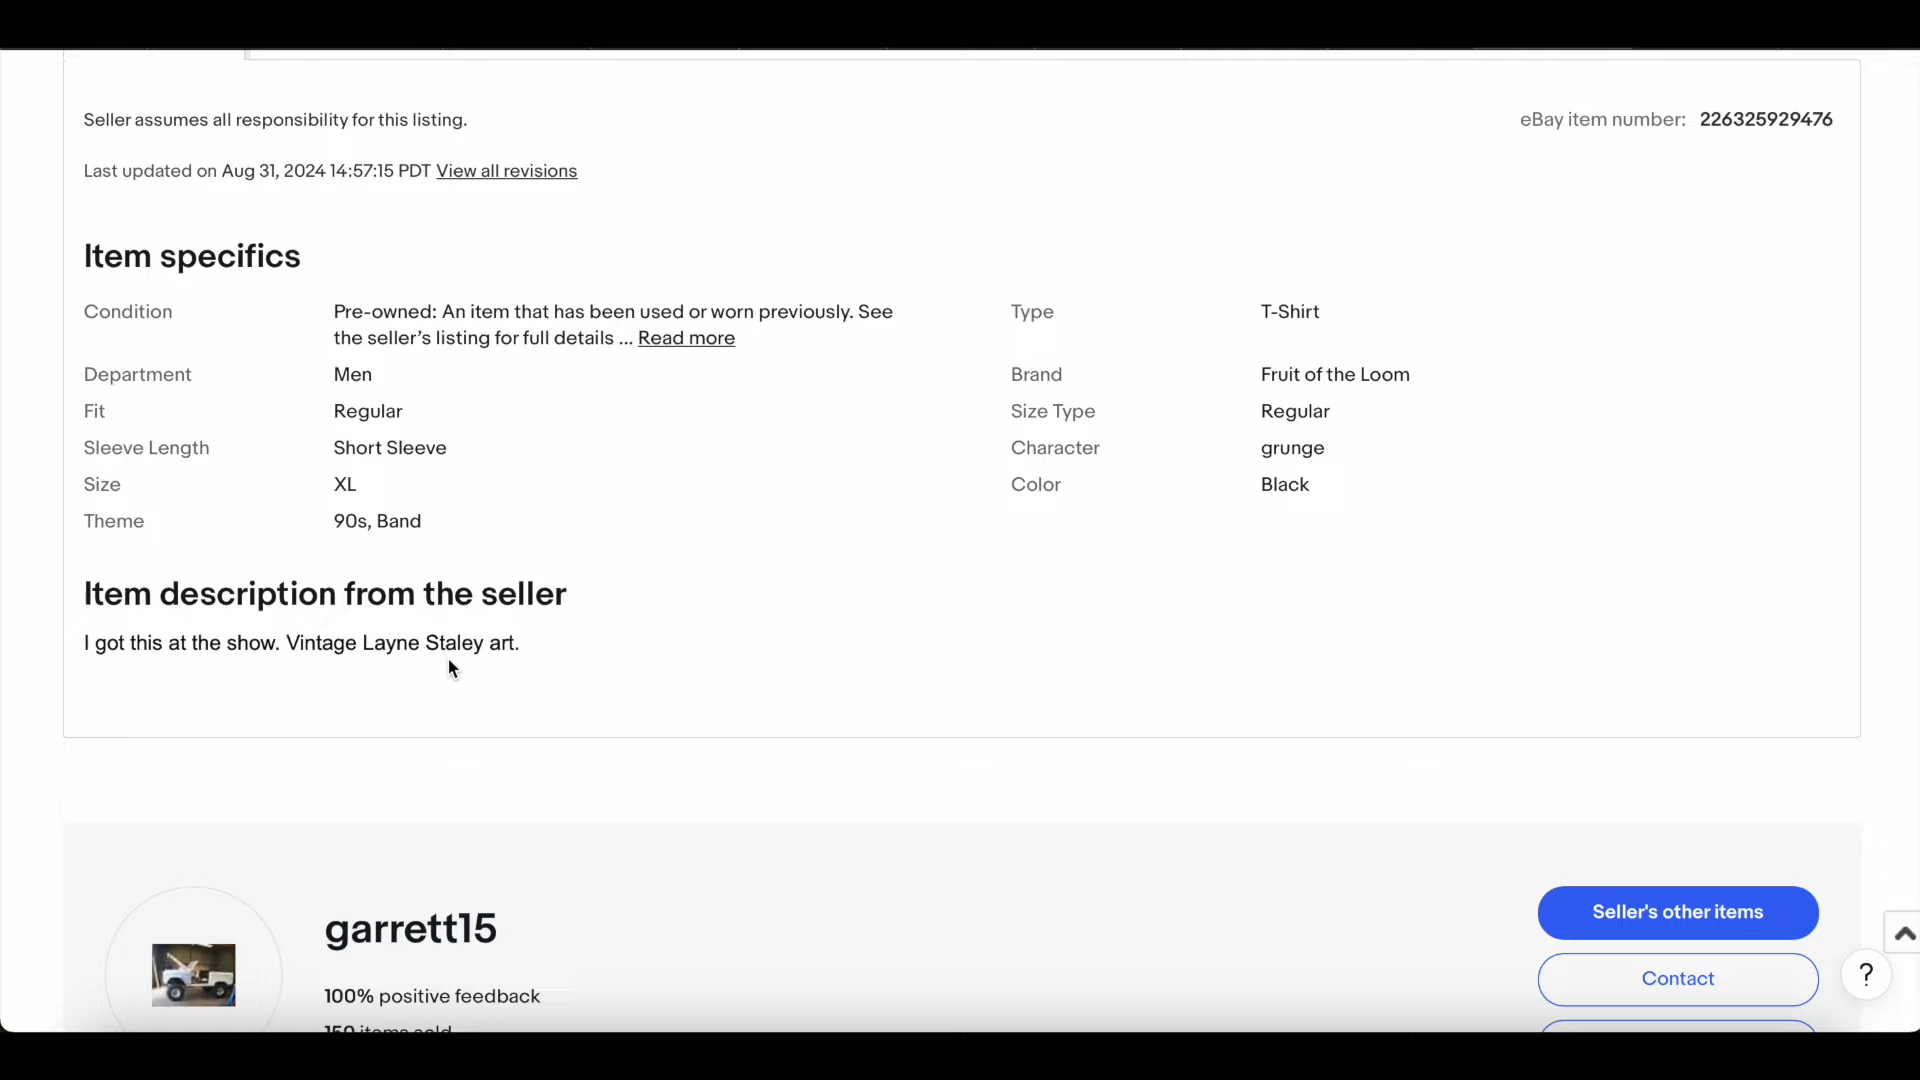 Seller assumes all responsibility for this listing.
eBay item number: 226325929476
Last updated on Aug 31, 2024 14:57:15 PDT View all revisions
Item specifics
Condition
Pre-owned: An item that has been used or worn previously. See
the seller's listing for full details ... Read more
Type
T-Shirt
Department
Men
Brand
Fruit of the Loom
Fit
Regular
Size Type
Regular
Sleeve Length
Short Sleeve
Character
grunge
Size
XL
Color
Black
Theme
90s, Band
Item description from the seller
I got this at the show. Vintage Layne Staley art.
garrett15
Seller's other items
Contact
?
100% positive feedback
150 items sold